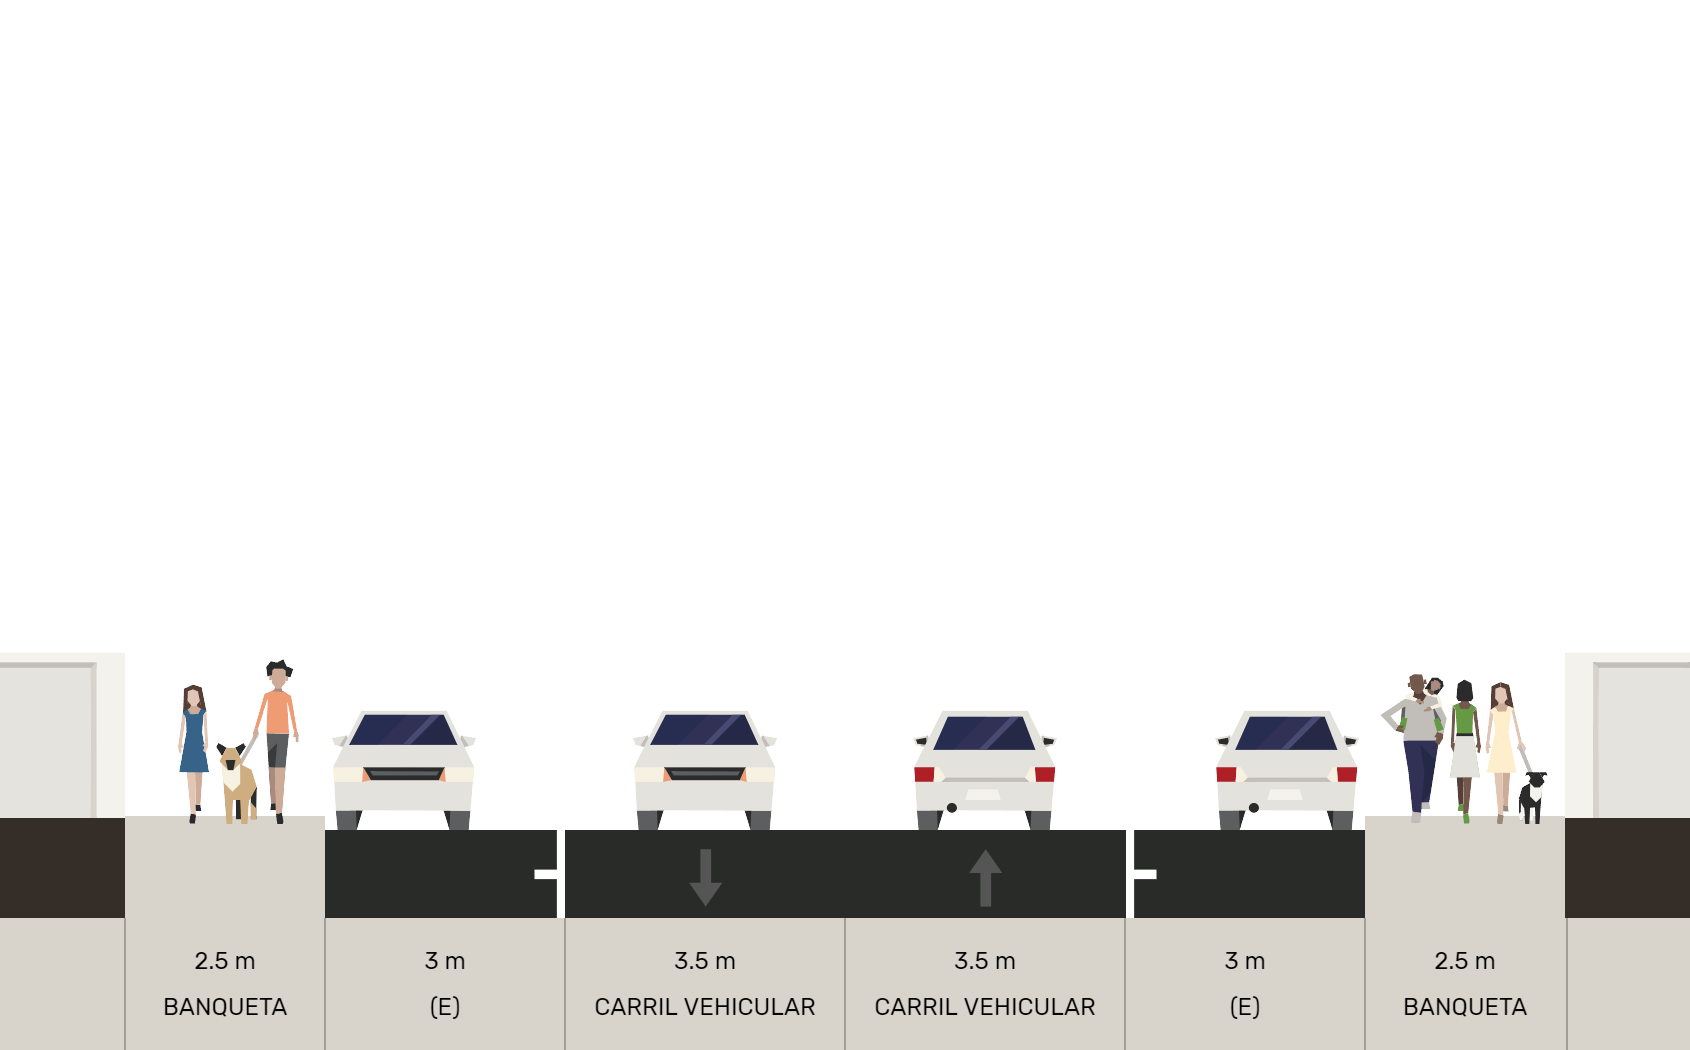 2.5 m
BANQUETA
3 m
(E)
3.5 m
CARRIL VEHICULAR
3.5 m
CARRIL VEHICULAR
3 m
(E)
2.5 m
BANQUETA